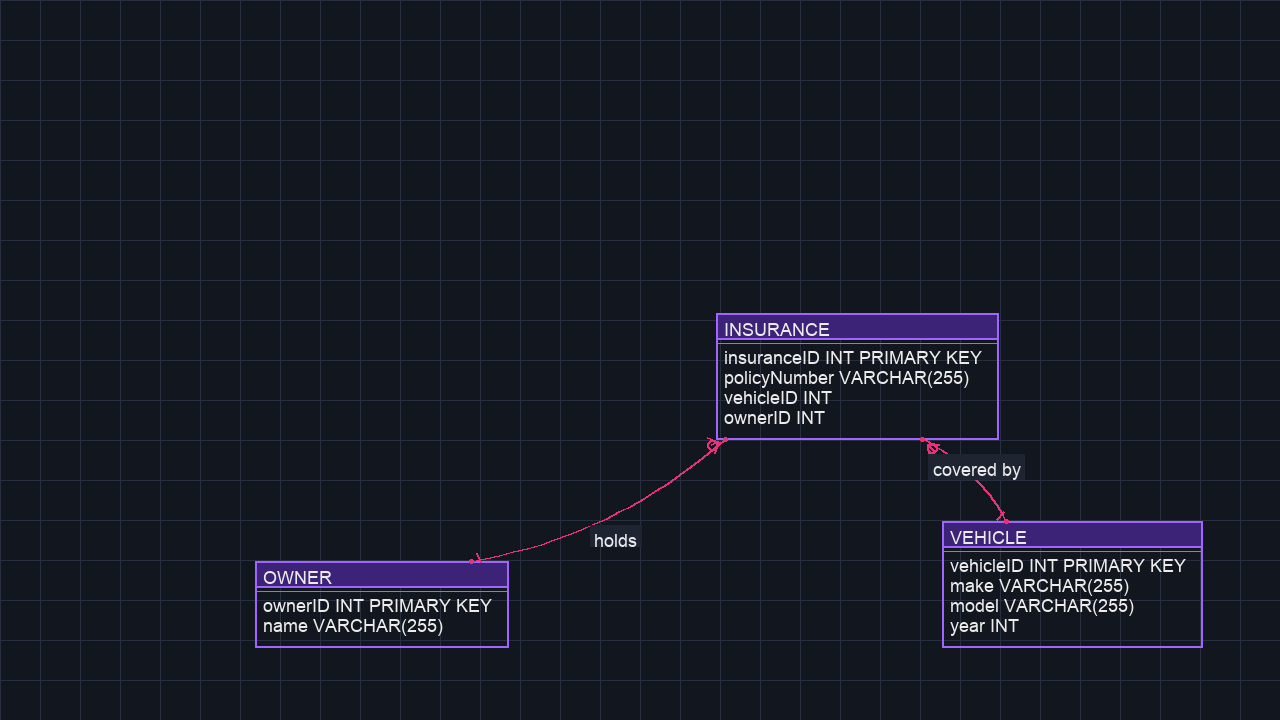 INSURANCE
insuranceID INT PRIMARY KEY
policyNumber VARCHAR(255)
vehicleID INT
ownerID INT
covered by
holds
VEHICLE
vehicleID INT PRIMARY KEY
make VARCHAR(255)
model VARCHAR(255)
year INT
OWNER
ownerID INT PRIMARY KEY
name VARCHAR(255)